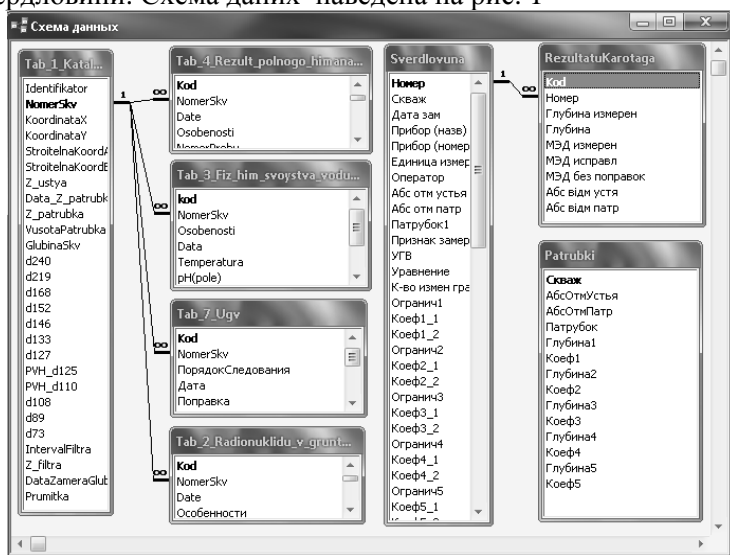 ердловини. Схема даних наведена на рис. 1
Схема данных
Tab_1_Katal...
Identifikator
NomerSkv
KoordinataX
KoordinataY
StroitelnaKoordA
StroitelnaKoordE
Z_ustya
Data_Z_patrubk
Z_patrubka
VusotaPatrubka
GlubinaSkv
d240
d219
d168
d152
d146
d133
d127
PVH_d125
PVH_d110
d108
d89
d73
IntervalFiltra
Z_filtra
DataZameraGlut
Prumitka
1
∞
∞
∞
∞
Tab_4_Rezult_polnogo_himana...
Kod
NomerSkv
Date
Osobenosti
NomerProbu
Tab_3_Fiz_him_svoystva_vodu...
kod
NomerSkv
Osobenosti
Data
Temperatura
pH(pole)
Tab_7_Ugv
Kod
NomerSkv
ПорядокСледования
Дата
Поправка
Tab_2_Radionuklidu_v_grunt...
Kod
NomerSkv
Date
Особенности
Sverdlovuna
Номер
Скваж
Дата зам
Прибор (назв)
Прибор (номер
Единица измер
Оператор
Абс отм устья
Абс отм патр
Патрубок1
Признак замер
УГВ
Уравнение
К-во измен гра
Огранич1
Коеф1_1
Коеф1_2
Огранич2
Коеф2_1
Коеф2_2
Огранич3
Коеф3_1
Коеф3_2
Огранич4
Коеф4_1
Коеф4_2
Огранич5
Коеф5_1
1
∞
RezultatuKarotaga
Kod
Номер
Глубина измерен
Глубина
МЭД измерен
МЭД исправл
МЭД без поправок
Абс відм устя
Абс відм патр
Patrubki
Скваж
АбсОтмУстья
АбсОтмПатр
Патрубок
Глубина1
Коеф1
Глубина2
Коеф2
Глубина3
Коеф3
Глубина4
Коеф4
Глубина5
Коеф5